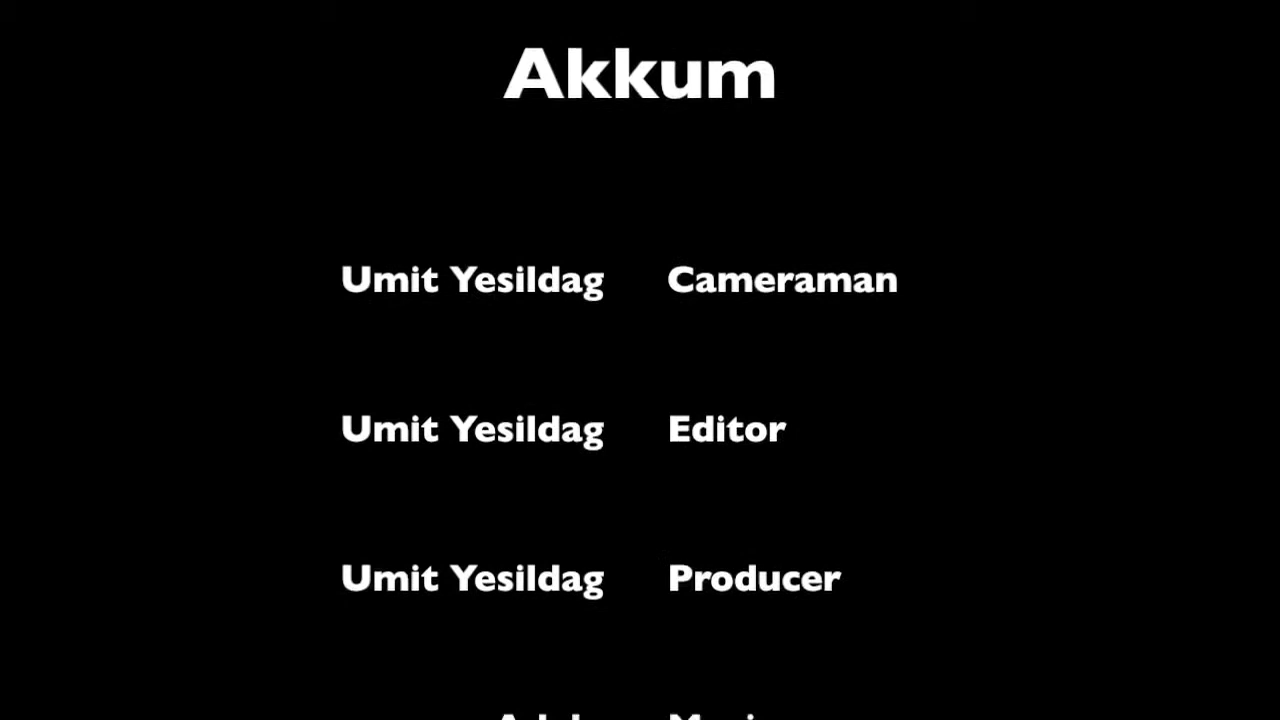 Akkum
Umit Yesildag Cameraman
Umit Yesildag Editor
Umit Yesildag Producer